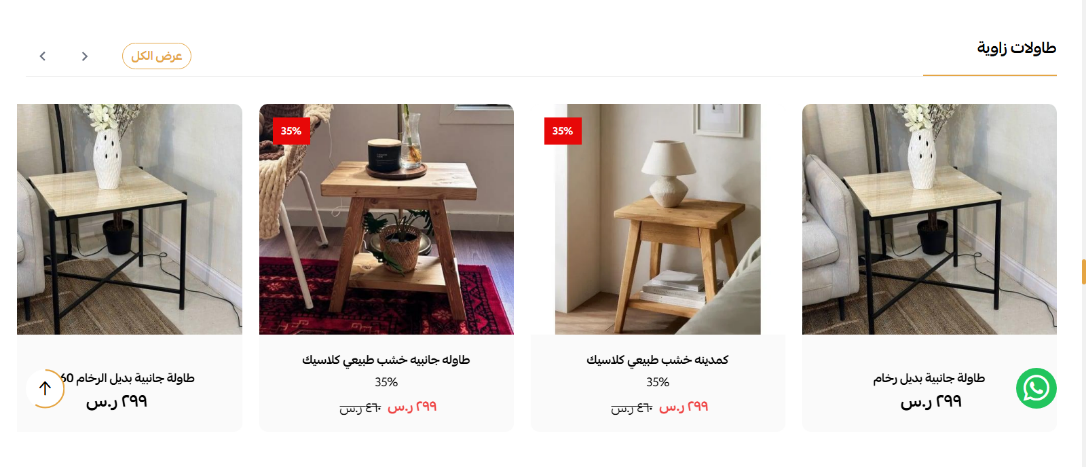 طاولات زاوية
عرض الكل
طاولة جانبية بديل رخام
٢٩٩ ر.س
35%
كمدينه خشب طبيعي كلاسيك
35%
٢٩٩ ر.س ٤٦٠ ر.س
35%
طاوله جانبيه خشب طبيعي كلاسيك
35%
٢٩٩ ر.س ٤٦٠ ر.س
طاولة جانبية بديل الرخام 60
٢٩٩ ر.س